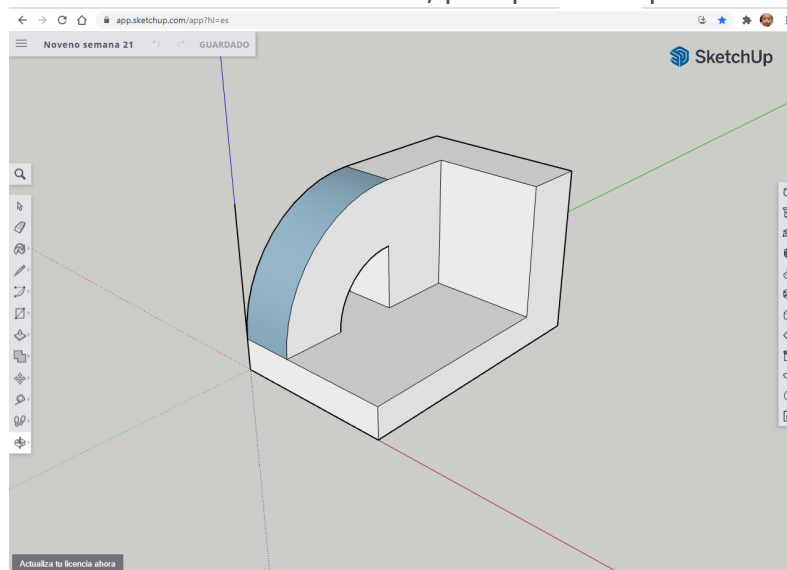 app.sketchup.com/app?hl=es
Noveno semana 21 GUARDADO
SketchUp
Actualiza tu licencia ahora